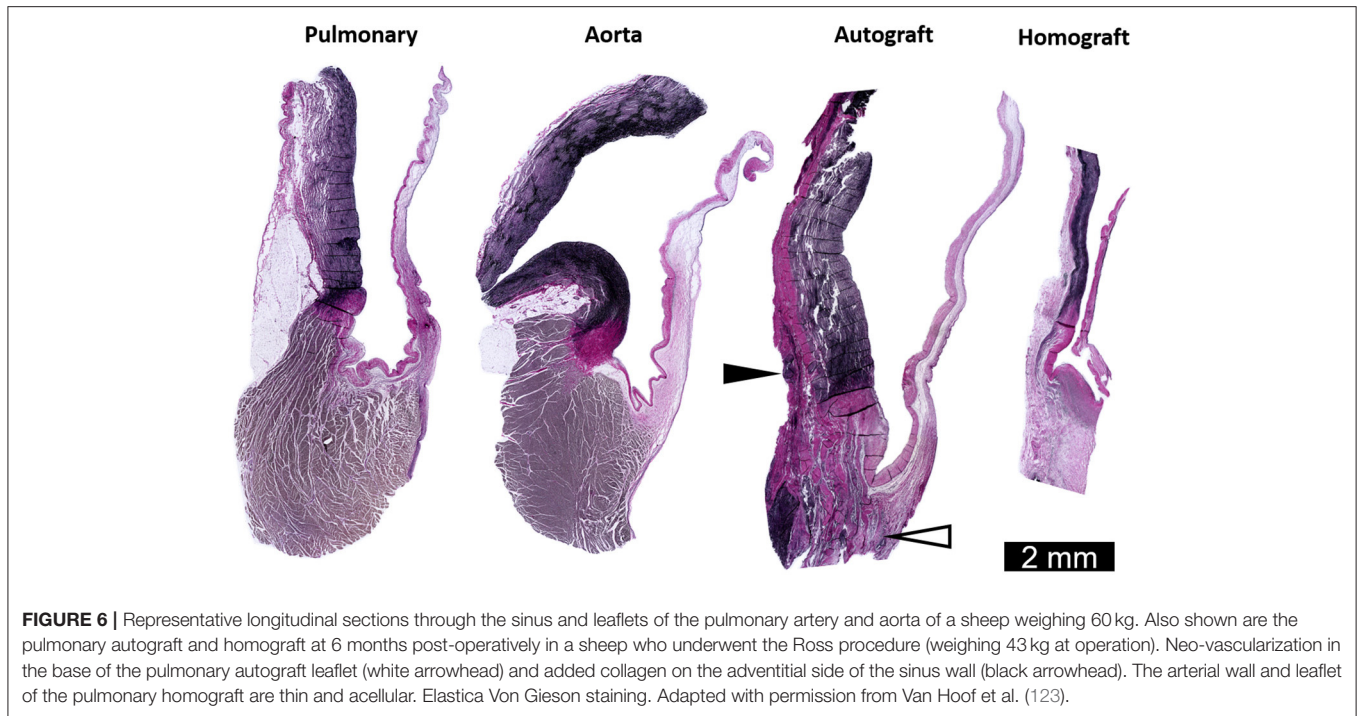 Pulmonary Aorta Autograft Homograft
2 mm
FIGURE 6 | Representative longitudinal sections through the sinus and leaflets of the pulmonary artery and aorta of a sheep weighing 60 kg. Also shown are the
pulmonary autograft and homograft at 6 months post-operatively in a sheep who underwent the Ross procedure (weighing 43 kg at operation). Neo-vascularization in
the base of the pulmonary autograft leaflet (white arrowhead) and added collagen on the adventitial side of the sinus wall (black arrowhead). The arterial wall and leaflet
of the pulmonary homograft are thin and acellular. Elastica Von Gieson staining. Adapted with permission from Van Hoof et al. (123).